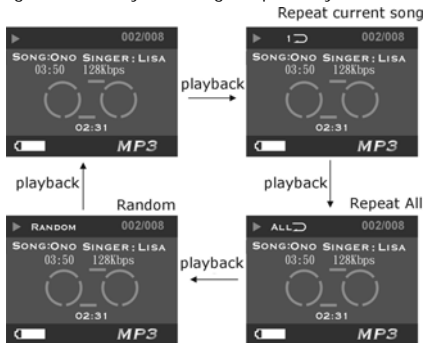 Repeat current song
002/008
SONG:ONO SINGER: LISA
03:50 128Kbps
02:31
MP3
playback
1 002/008
SONG:ONO SINGER: LISA
03:50 128Kbps
02:31
MP3
playback
playback
Random
Repeat All
RANDOM 002/008
SONG:ONO SINGER: LISA
03:50 128Kbps
02:31
MP3
playback
ALL 002/008
SONG:ONO SINGER: LISA
03:50 128Kbps
02:31
MP3